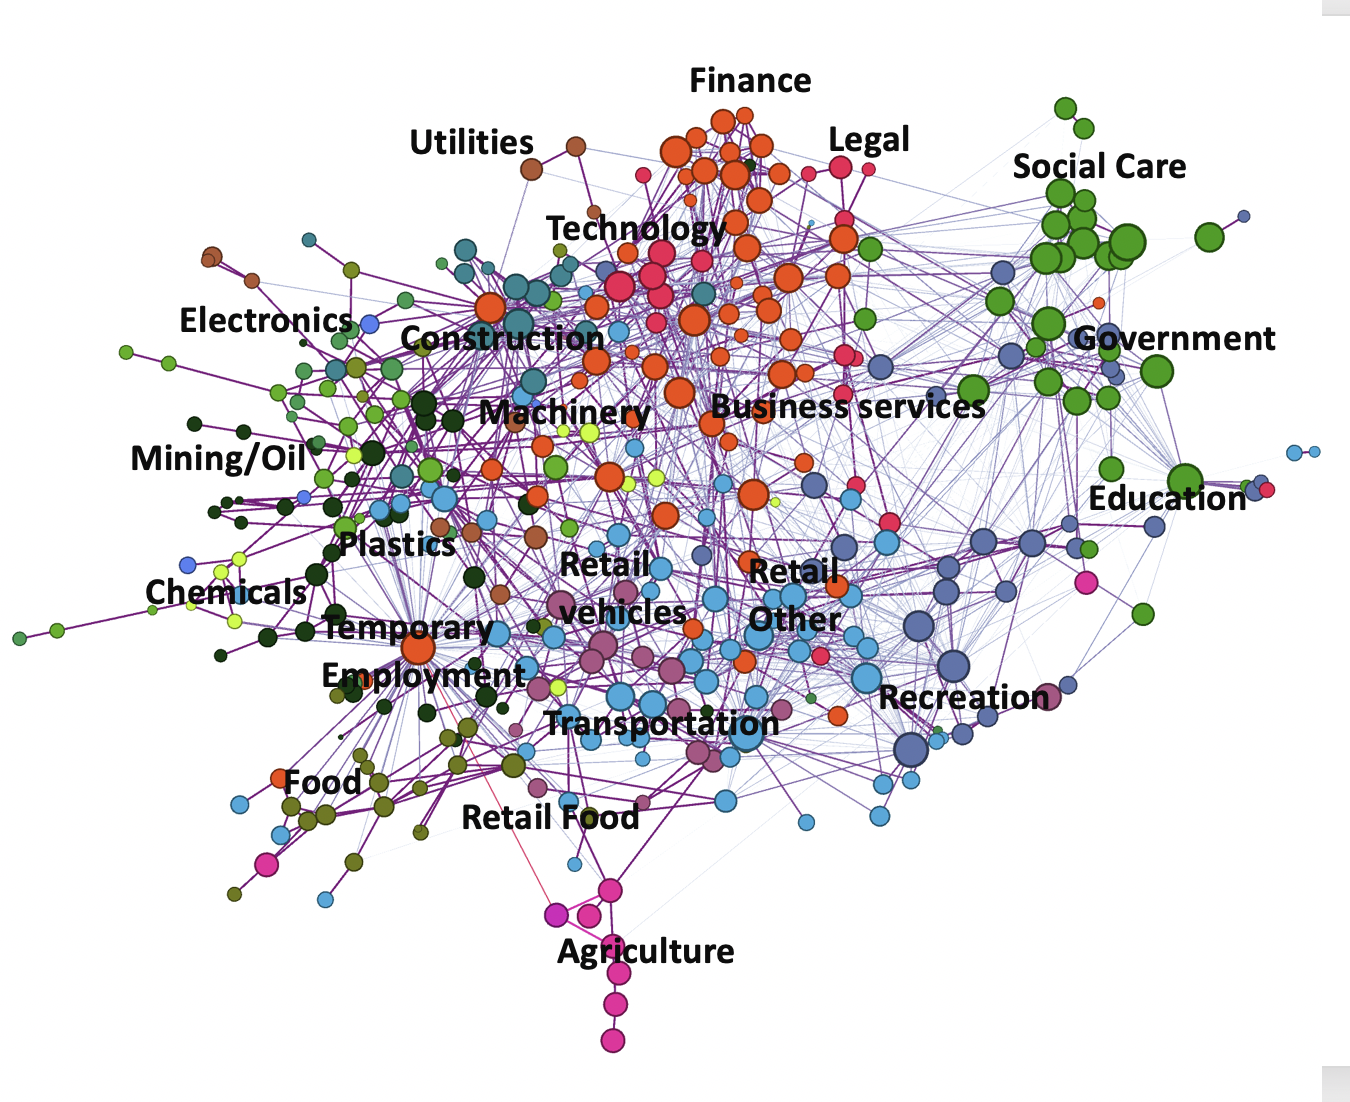 Finance
Utilities
Legal
Social Care
Technology
Electronics
Construction
Government
Machinery
Business services
Mining/Oil
Education
Plastics
Chemicals
Retail
vehicles
Retail
Other
Temporary
Employment
Recreation
Transportation
Food
Retail Food
Agriculture